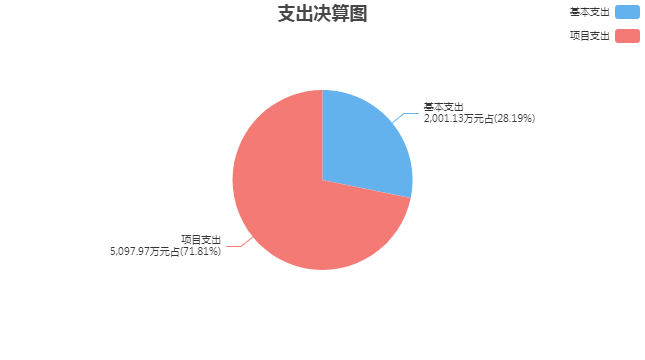 支出决算图
基本支出
项目支出
基本支出
2,001.13万元占(28.19%)
项目支出
5,097.97万元占(71.81%)